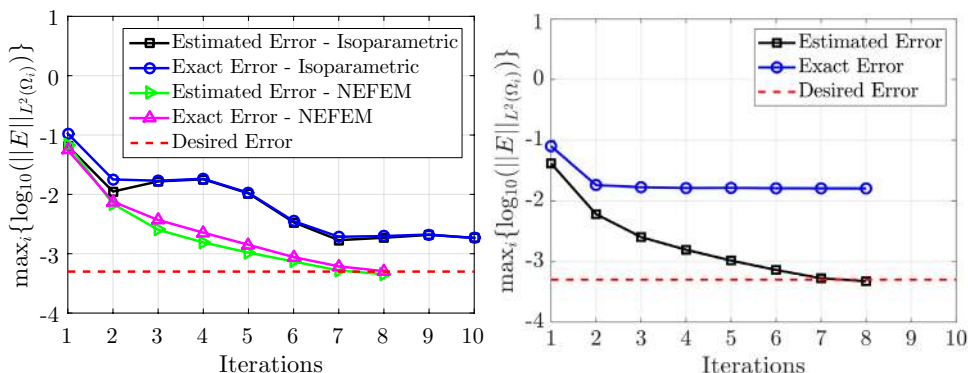 max_i{log_10(||E||_{L^2(Ω_i)})}
1
0
-1
-2
-3
-4
Estimated Error - Isoparametric
Exact Error - Isoparametric
Estimated Error - NEFEM
Exact Error - NEFEM
Desired Error
1 2 3 4 5 6 7 8 9 10
Iterations
max_i{log_10(||E||_{L^2(Ω_i)})}
1
0
-1
-2
-3
-4
Estimated Error
Exact Error
Desired Error
1 2 3 4 5 6 7 8 9 10
Iterations